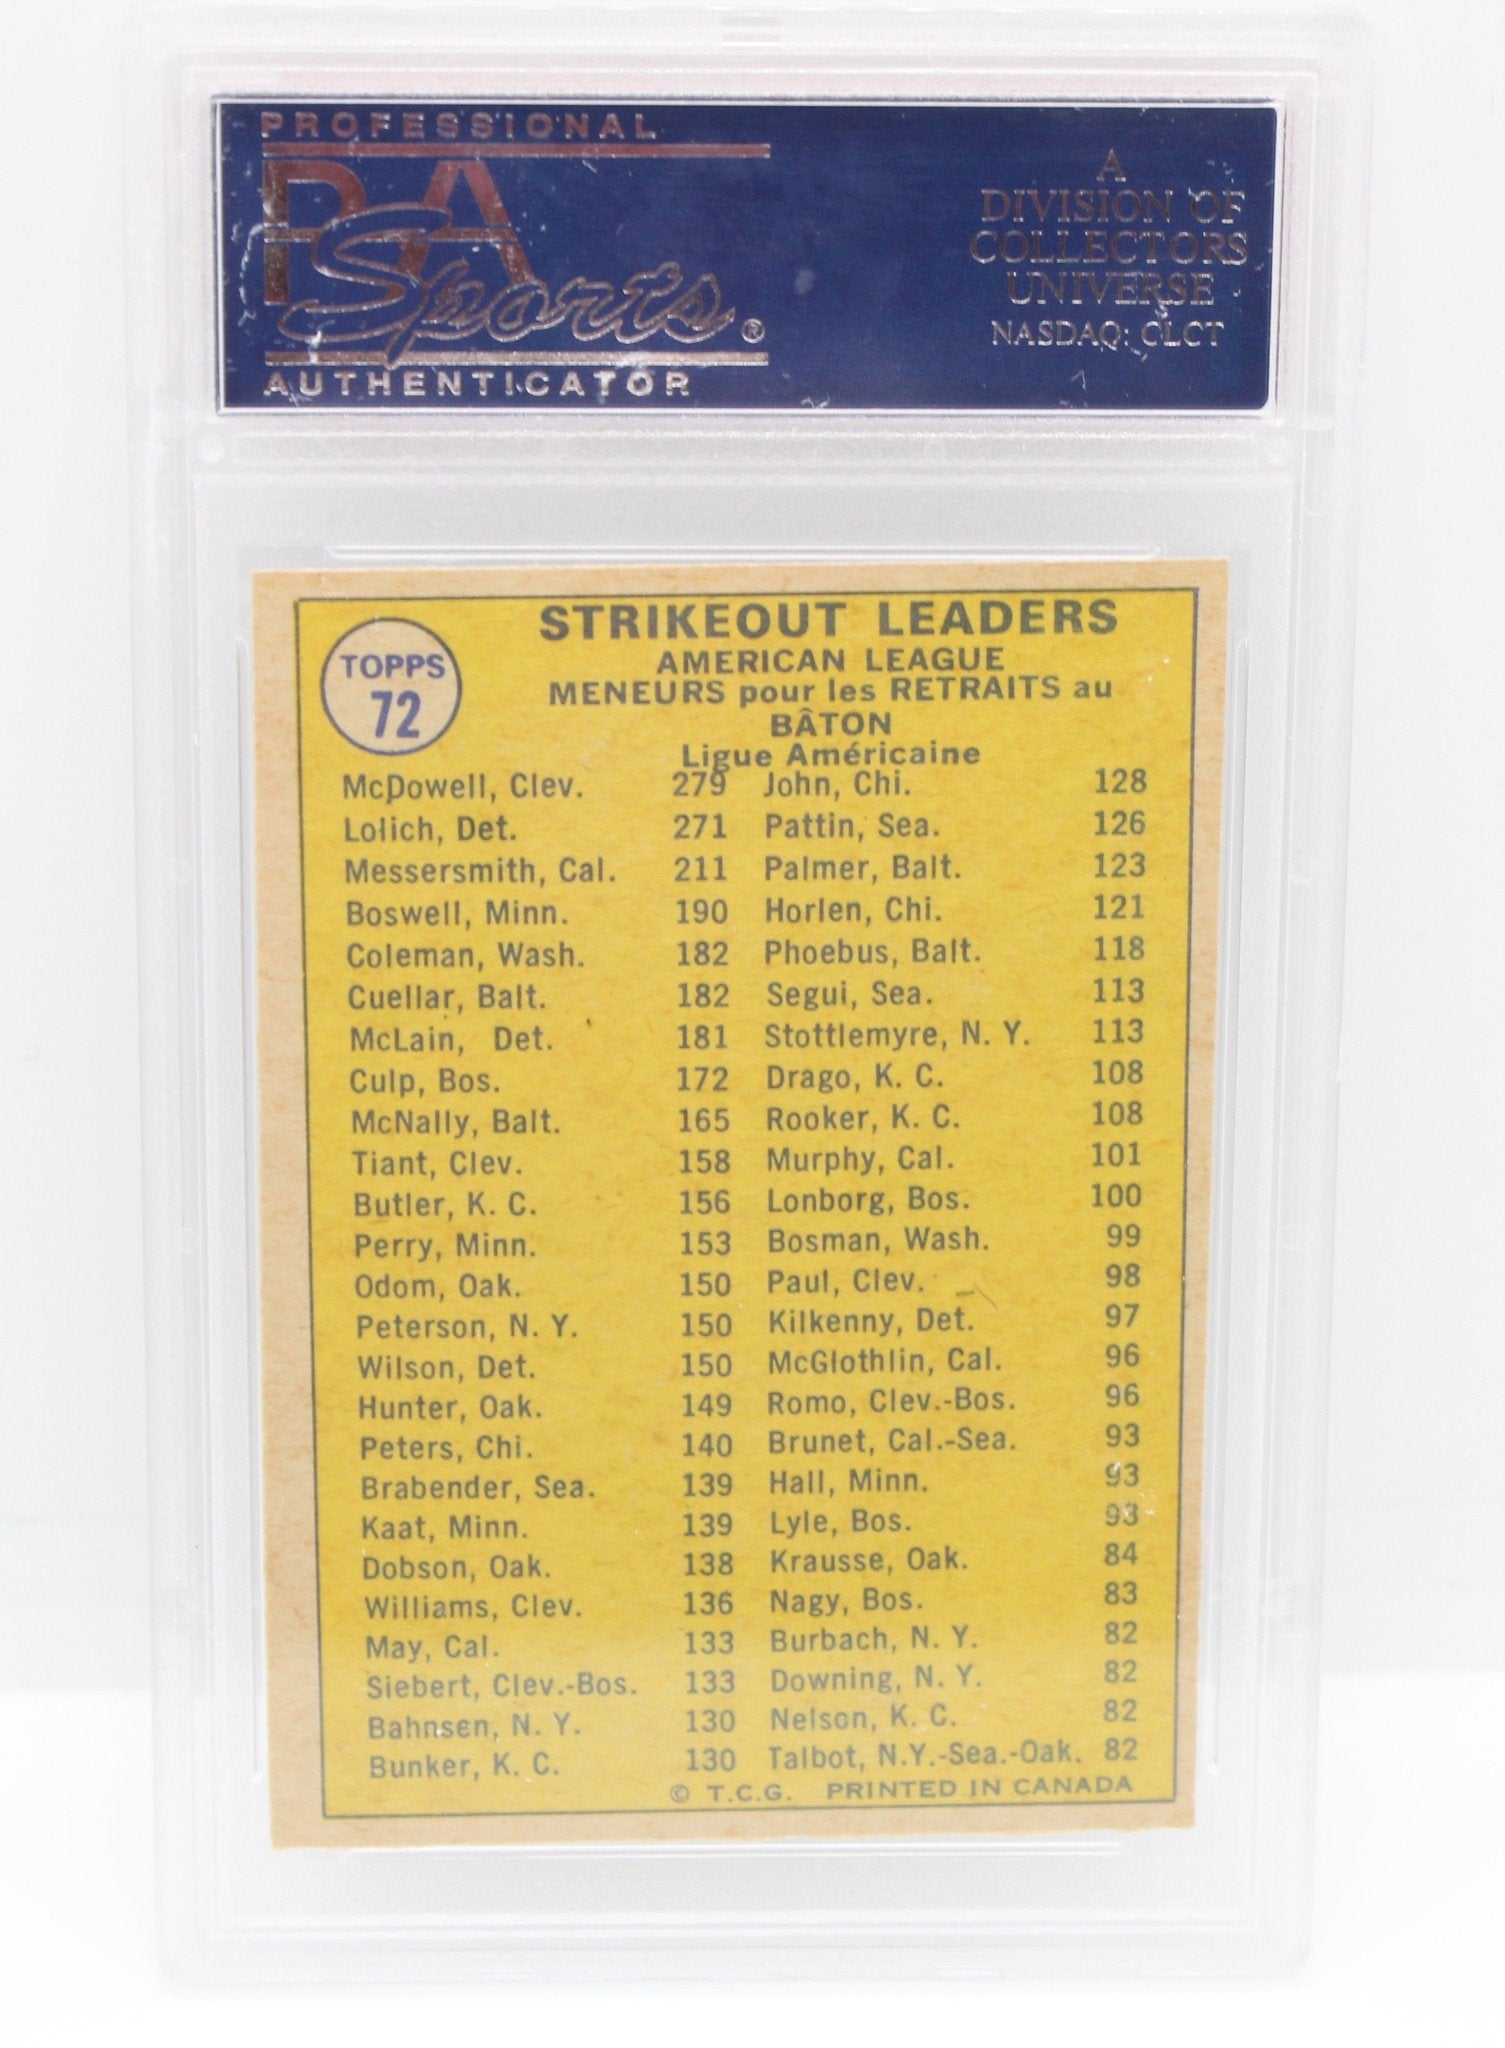 PROFESSIONAL
PSA
Sports®
AUTHENTICATOR
A
DIVISION OF
COLLECTORS
UNIVERSE
NASDAQ: CLCT
TOPPS
72
STRIKEOUT LEADERS
AMERICAN LEAGUE
MENEURS pour les RETRAITS au
BÂTON
Ligue Américaine
McDowell, Clev. 279 John, Chi. 128
Lolich, Det. 271 Pattin, Sea. 126
Messersmith, Cal. 211 Palmer, Balt. 123
Boswell, Minn. 190 Horlen, Chi. 121
Coleman, Wash. 182 Phoebus, Balt. 118
Cuellar, Balt. 182 Segui, Sea. 113
McLain, Det. 181 Stottlemyre, N. Y. 113
Culp, Bos. 172 Drago, K. C. 108
McNally, Balt. 165 Rooker, K. C. 108
Tiant, Clev. 158 Murphy, Cal. 101
Butler, K. C. 156 Lonborg, Bos. 100
Perry, Minn. 153 Bosman, Wash. 99
Odom, Oak. 150 Paul, Clev. 98
Peterson, N. Y. 150 Kilkenny, Det. 97
Wilson, Det. 150 McGlothlin, Cal. 96
Hunter, Oak. 149 Romo, Clev.-Bos. 96
Peters, Chi. 140 Brunet, Cal.-Sea. 93
Brabender, Sea. 139 Hall, Minn. 93
Kaat, Minn. 139 Lyle, Bos. 93
Dobson, Oak. 138 Krausse, Oak. 84
Williams, Clev. 136 Nagy, Bos. 83
May, Cal. 133 Burbach, N. Y. 82
Siebert, Clev.-Bos. 133 Downing, N. Y. 82
Bahnsen, N. Y. 130 Nelson, K. C. 82
Bunker, K. C. 130 Talbot, N.Y.-Sea.-Oak. 82
© T.C.G. PRINTED IN CANADA